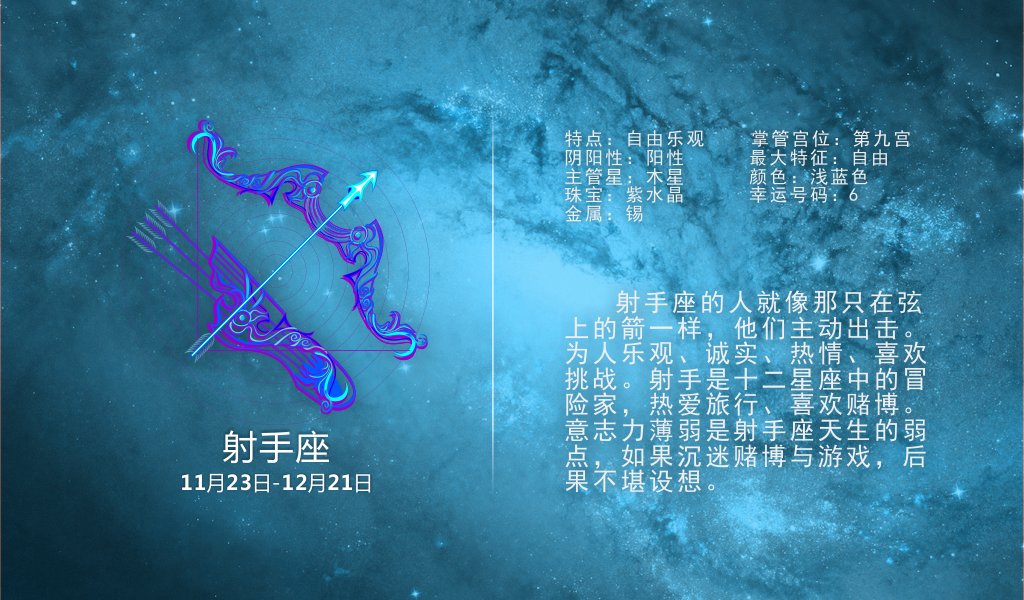 射手座
11月23日-12月21日
特点：自由乐观 掌管宫位：第九宫
阴阳性：阳性 最大特征：自由
主管星：木星 颜色：浅蓝色
珠宝：紫水晶 幸运号码：6
金属：锡
射手座的人就像那只在弦
上的箭一样，他们主动出击。
为人乐观、诚实、热情、喜欢
挑战。射手是十二星座中的冒
险家，热爱旅行、喜欢赌博。
意志力薄弱是射手座天生的弱
点，如果沉迷赌博与游戏，后
果不堪设想。